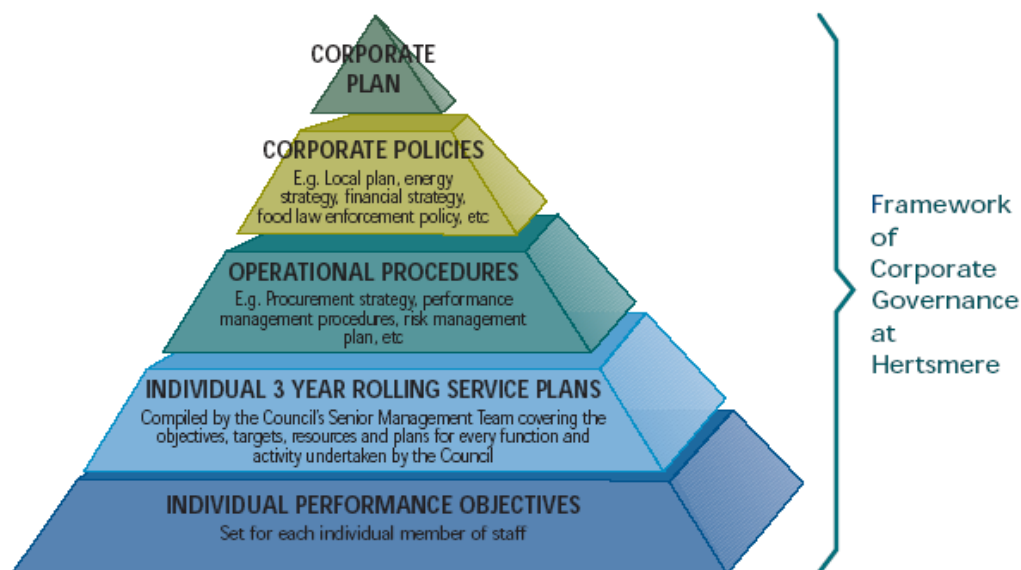 CORPORATE
PLAN
CORPORATE POLICIES
E.g. Local plan, energy
strategy, financial strategy,
food law enforcement policy, etc
OPERATIONAL PROCEDURES
E.g. Procurement strategy, performance
management procedures, risk management
plan, etc
INDIVIDUAL 3 YEAR ROLLING SERVICE PLANS
Compiled by the Council's Senior Management Team covering the
objectives, targets, resources and plans for every function and
activity undertaken by the Council
INDIVIDUAL PERFORMANCE OBJECTIVES
Set for each individual member of staff
Framework
of
Corporate
Governance
at
Hertsmere